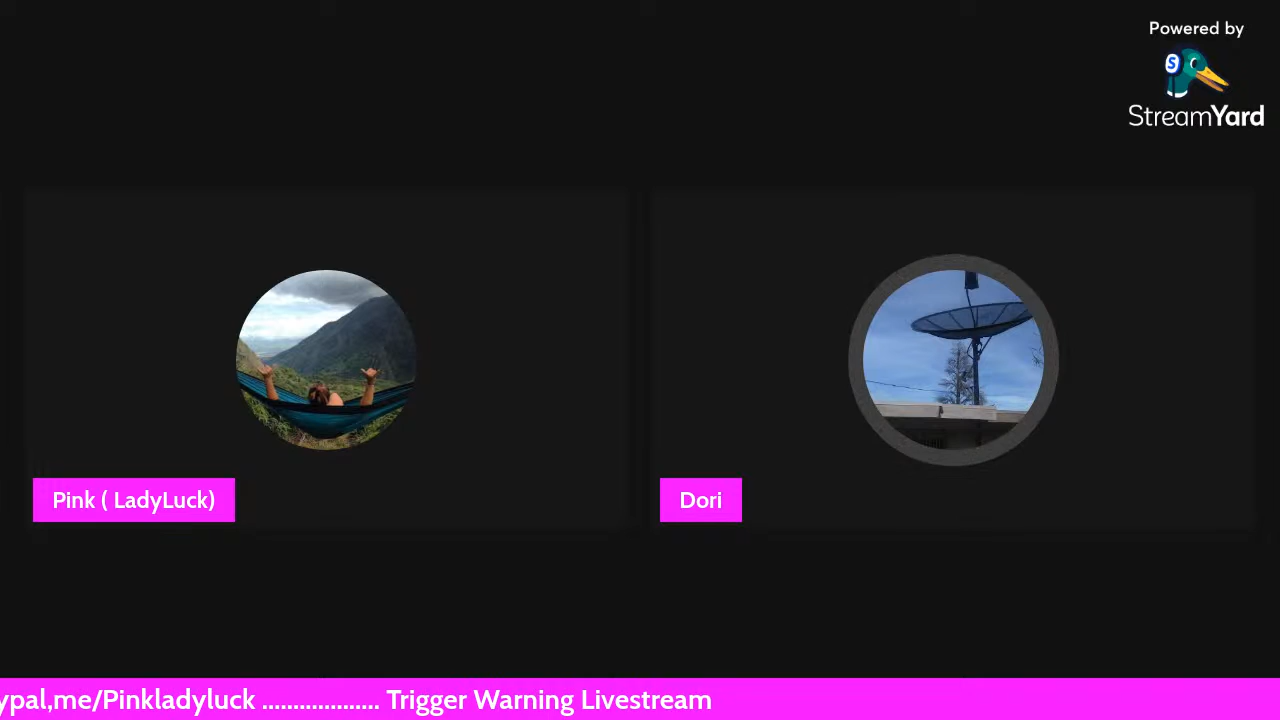 Powered by
S
StreamYard
Pink ( LadyLuck)
Dori
ypal,me/Pinkladyluck ................... Trigger Warning Livestream